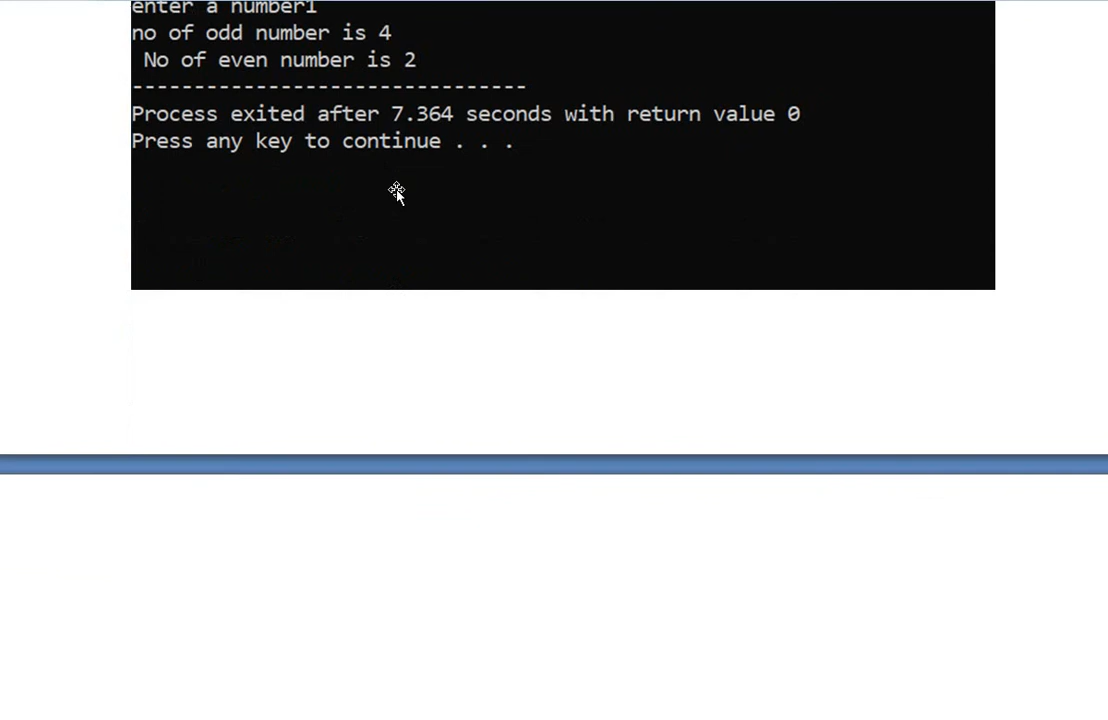 enter a number1
no of odd number is 4
No of even number is 2
--------------------------------
Process exited after 7.364 seconds with return value 0
Press any key to continue . . .